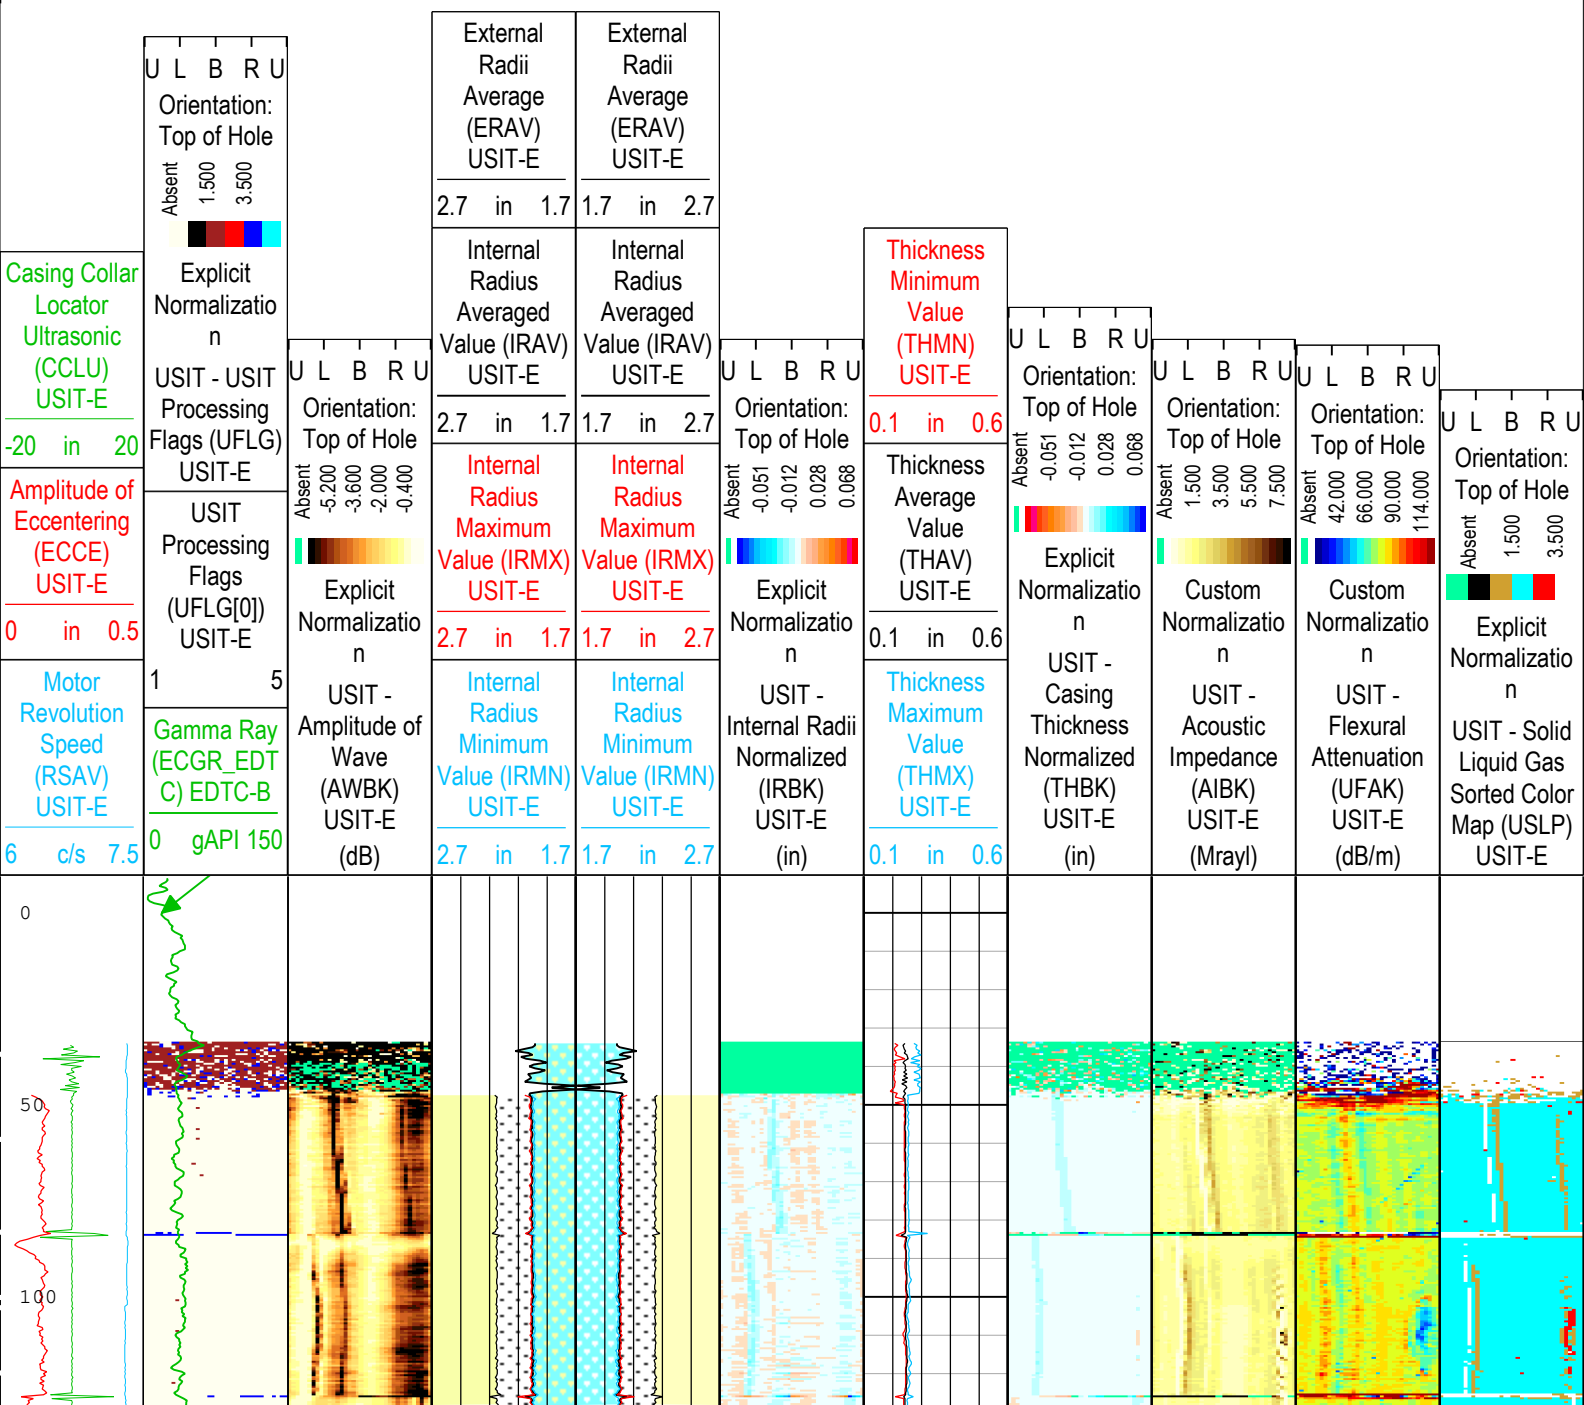 Casing Collar
Locator
Ultrasonic
(CCLU)
USIT-E
-20 in 20
Amplitude of
Eccentering
(ECCE)
USIT-E
0 in 0.5
Motor
Revolution
Speed
(RSAV)
USIT-E
6 c/s 7.5
U L B R U
Orientation:
Top of Hole
Absent
1.500
3.500
Explicit
Normalizatio
n
USIT - USIT
Processing
Flags (UFLG)
USIT-E
USIT
Processing
Flags
(UFLG[0])
USIT-E
1 5
Gamma Ray
(ECGR_EDT
C) EDTC-B
0 gAPI 150
U L B R U
Orientation:
Top of Hole
Absent
-5.200
-3.600
-2.000
-0.400
Explicit
Normalizatio
n
USIT -
Amplitude of
Wave
(AWBK)
USIT-E
(dB)
External
Radii
Average
(ERAV)
USIT-E
2.7 in 1.7
Internal
Radius
Averaged
Value (IRAV)
USIT-E
2.7 in 1.7
Internal
Radius
Maximum
Value (IRMX)
USIT-E
2.7 in 1.7
Internal
Radius
Minimum
Value (IRMN)
USIT-E
2.7 in 1.7
External
Radii
Average
(ERAV)
USIT-E
1.7 in 2.7
Internal
Radius
Averaged
Value (IRAV)
USIT-E
1.7 in 2.7
Internal
Radius
Maximum
Value (IRMX)
USIT-E
1.7 in 2.7
Internal
Radius
Minimum
Value (IRMN)
USIT-E
1.7 in 2.7
U L B R U
Orientation:
Top of Hole
Absent
-0.051
-0.012
0.028
0.068
Explicit
Normalizatio
n
USIT -
Internal Radii
Normalized
(IRBK)
USIT-E
(in)
Thickness
Minimum
Value
(THMN)
USIT-E
0.1 in 0.6
Thickness
Average
Value
(THAV)
USIT-E
0.1 in 0.6
Thickness
Maximum
Value
(THMX)
USIT-E
0.1 in 0.6
U L B R U
Orientation:
Top of Hole
Absent
-0.051
-0.012
0.028
0.068
Explicit
Normalizatio
n
USIT -
Casing
Thickness
Normalized
(THBK)
USIT-E
(in)
U L B R U
Orientation:
Top of Hole
Absent
1.500
3.500
5.500
7.500
Custom
Normalizatio
n
USIT -
Acoustic
Impedance
(AIBK)
USIT-E
(Mrayl)
U L B R U
Orientation:
Top of Hole
Absent
42.000
66.000
90.000
114.000
Custom
Normalizatio
n
USIT -
Flexural
Attenuation
(UFAK)
USIT-E
(dB/m)
U L B R U
Orientation:
Top of Hole
Absent
1.500
3.500
Explicit
Normalizatio
n
USIT - Solid
Liquid Gas
Sorted Color
Map (USLP)
USIT-E
0
50
100